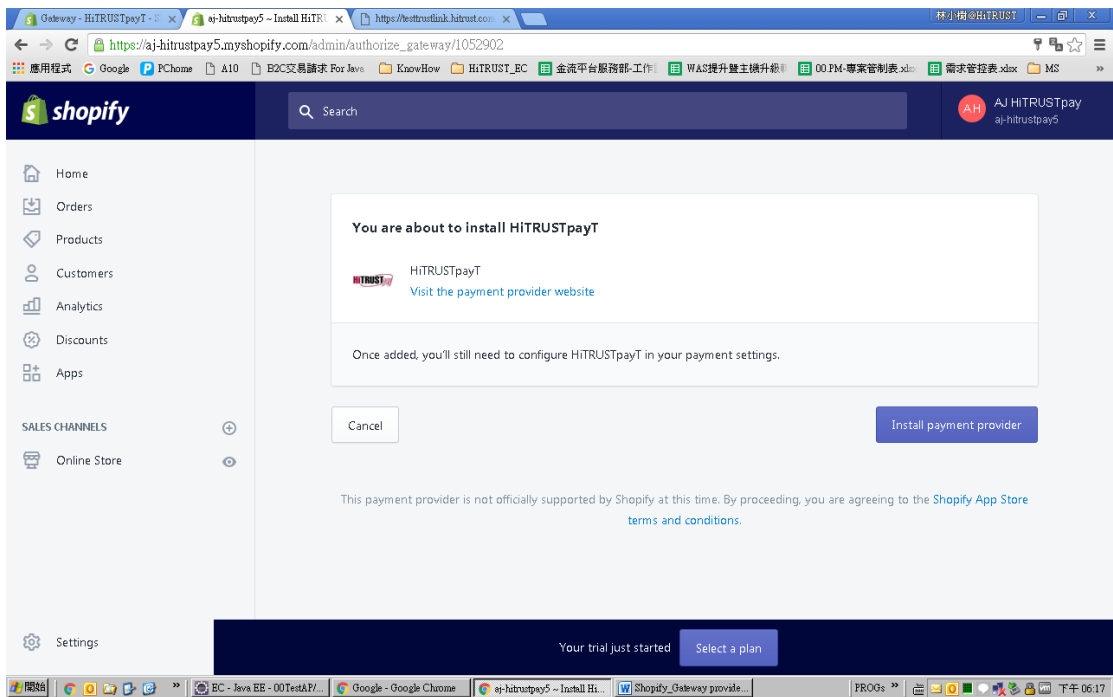 Gateway - HiTRUSTpayT - S
aj-hitrustpay5 ~ Install HiTRU
https://testtrustlink.hitrust.com
林小樹@HiTRUST
https://aj-hitrustpay5.myshopify.com/admin/authorize_gateway/1052902
應用程式
Google
PChome
A10
B2C交易請求 For Java
KnowHow
HiTRUST_EC
金流平台服務部-工作
WAS提升暨主機升級
00.PM-專案管制表.xlsx
需求管控表.xlsx
MS
»
shopify
Search
AH
AJ HiTRUSTpay
aj-hitrustpay5
Home
Orders
Products
Customers
Analytics
Discounts
Apps
SALES CHANNELS
Online Store
Settings
You are about to install HiTRUSTpayT
HiTRUSTpay
HiTRUSTpayT
Visit the payment provider website
Once added, you'll still need to configure HiTRUSTpayT in your payment settings.
Cancel
Install payment provider
This payment provider is not officially supported by Shopify at this time. By proceeding, you are agreeing to the Shopify App Store
terms and conditions.
Your trial just started
Select a plan
開始
»
EC - Java EE - 00TestAP/...
Google - Google Chrome
aj-hitrustpay5 ~ Install Hi...
Shopify_Gateway provide...
PROGs »
下午 06:17